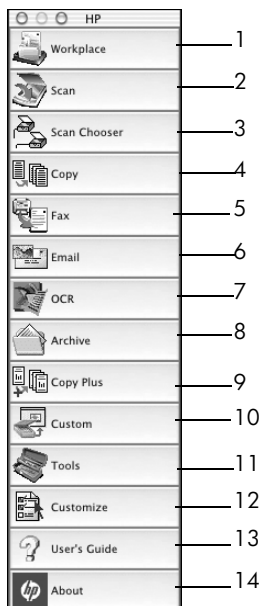 HP
Workplace 1
Scan 2
Scan Chooser 3
Copy 4
Fax 5
Email 6
OCR 7
Archive 8
Copy Plus 9
Custom 10
Tools 11
Customize 12
User's Guide 13
hp About 14